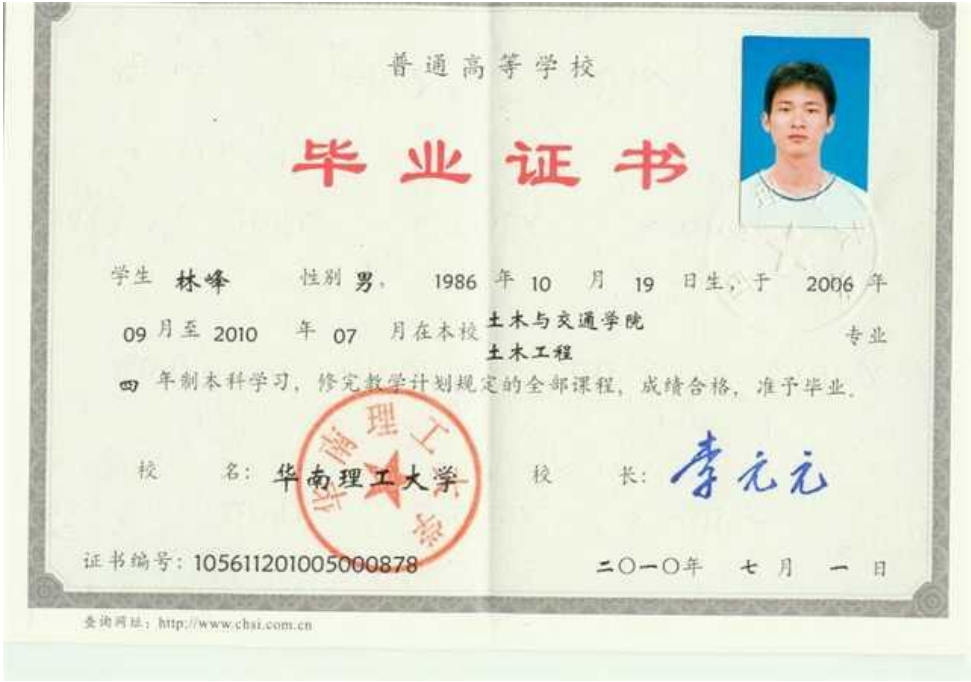 普通高等学校
毕业证书
学生 林峰 性别 男， 1986 年 10 月 19 日生，于 2006 年
09 月至 2010 年 07 月在本校 土木与交通学院
土木工程 专业
四 年制本科学习，修完教学计划规定的全部课程，成绩合格，准予毕业．
华南理工大学
校 名：华南理工大学 校 长：李元元
证书编号：105611201005000878 二〇一〇年 七 月 一 日
查询网址：http://www.chsi.com.cn